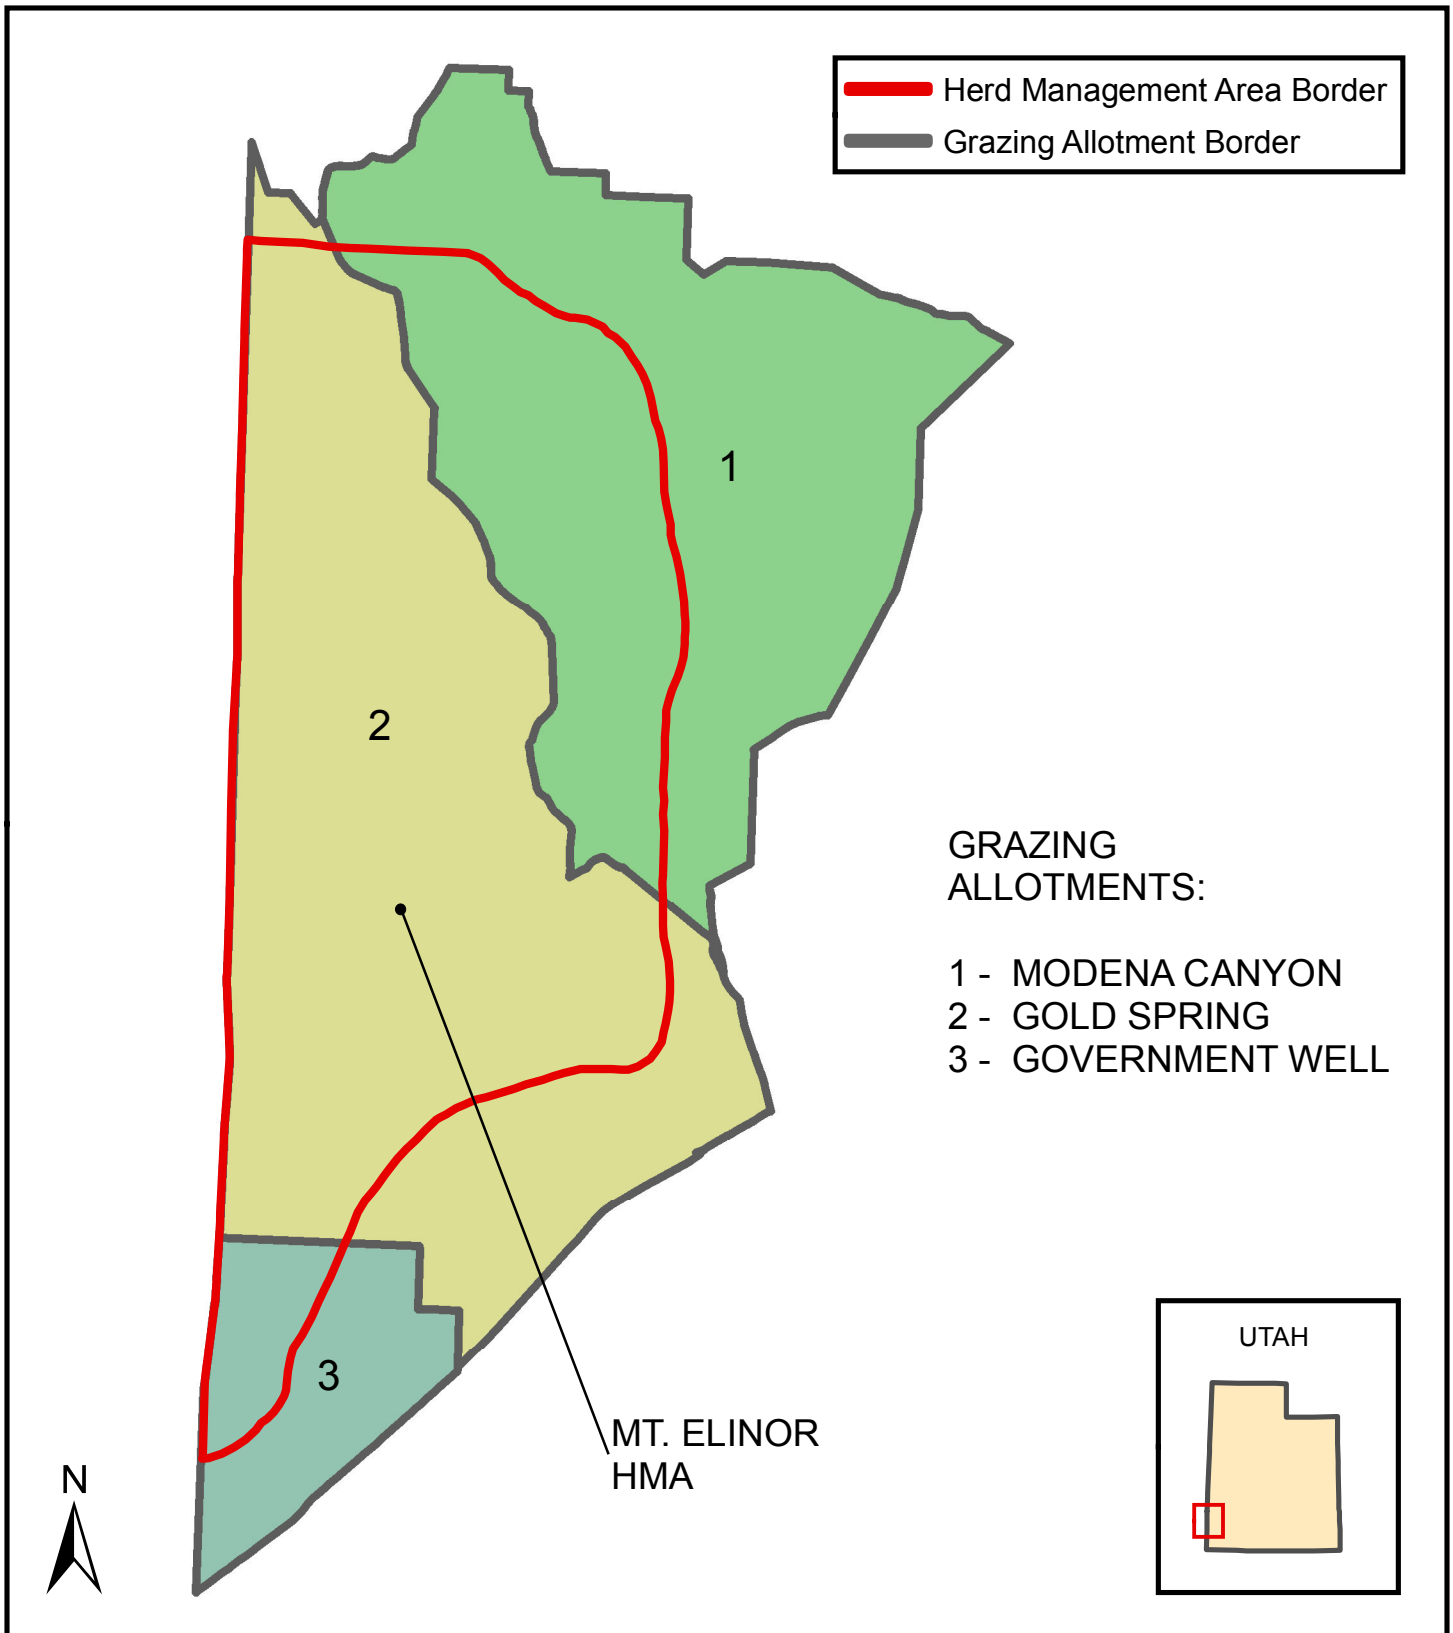 Herd Management Area Border
Grazing Allotment Border
1
2
GRAZING
ALLOTMENTS:
1 - MODENA CANYON
2 - GOLD SPRING
3 - GOVERNMENT WELL
3
UTAH
MT. ELINOR
HMA
N